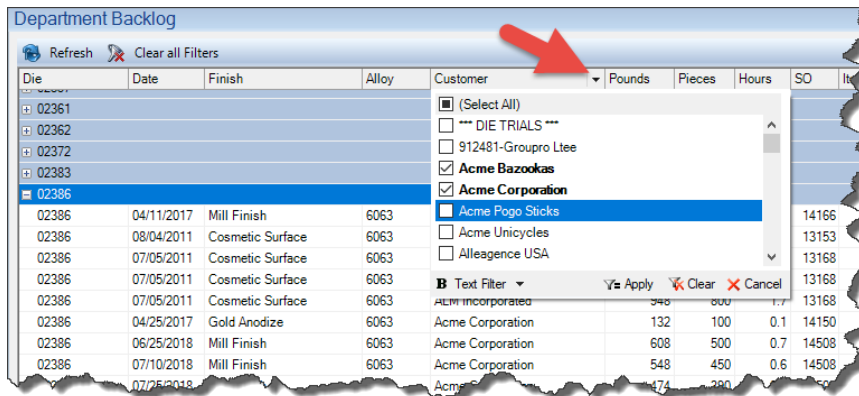 Department Backlog
Refresh Clear all Filters
Die Date Finish Alloy Customer Pounds Pieces Hours SO
02361 (Select All)
02362 *** DIE TRIALS ***
02372 912481-Groupro Ltee
02383 Acme Bazookas
02386 Acme Corporation
02386 04/11/2017 Mill Finish 6063 Acme Pogo Sticks 14166
02386 08/04/2011 Cosmetic Surface 6063 Acme Unicycles 13153
02386 07/05/2011 Cosmetic Surface 6063 Alleagence USA 13168
02386 07/05/2011 Cosmetic Surface 6063 B Text Filter Apply Clear Cancel 13168
02386 07/05/2011 Cosmetic Surface 6063 ALM Incorporated 948 800 1.7 13168
02386 04/25/2017 Gold Anodize 6063 Acme Corporation 132 100 0.1 14150
02386 06/25/2018 Mill Finish 6063 Acme Corporation 608 500 0.7 14508
02386 07/10/2018 Mill Finish 6063 Acme Corporation 548 450 0.6 14508
07/25/2018 474